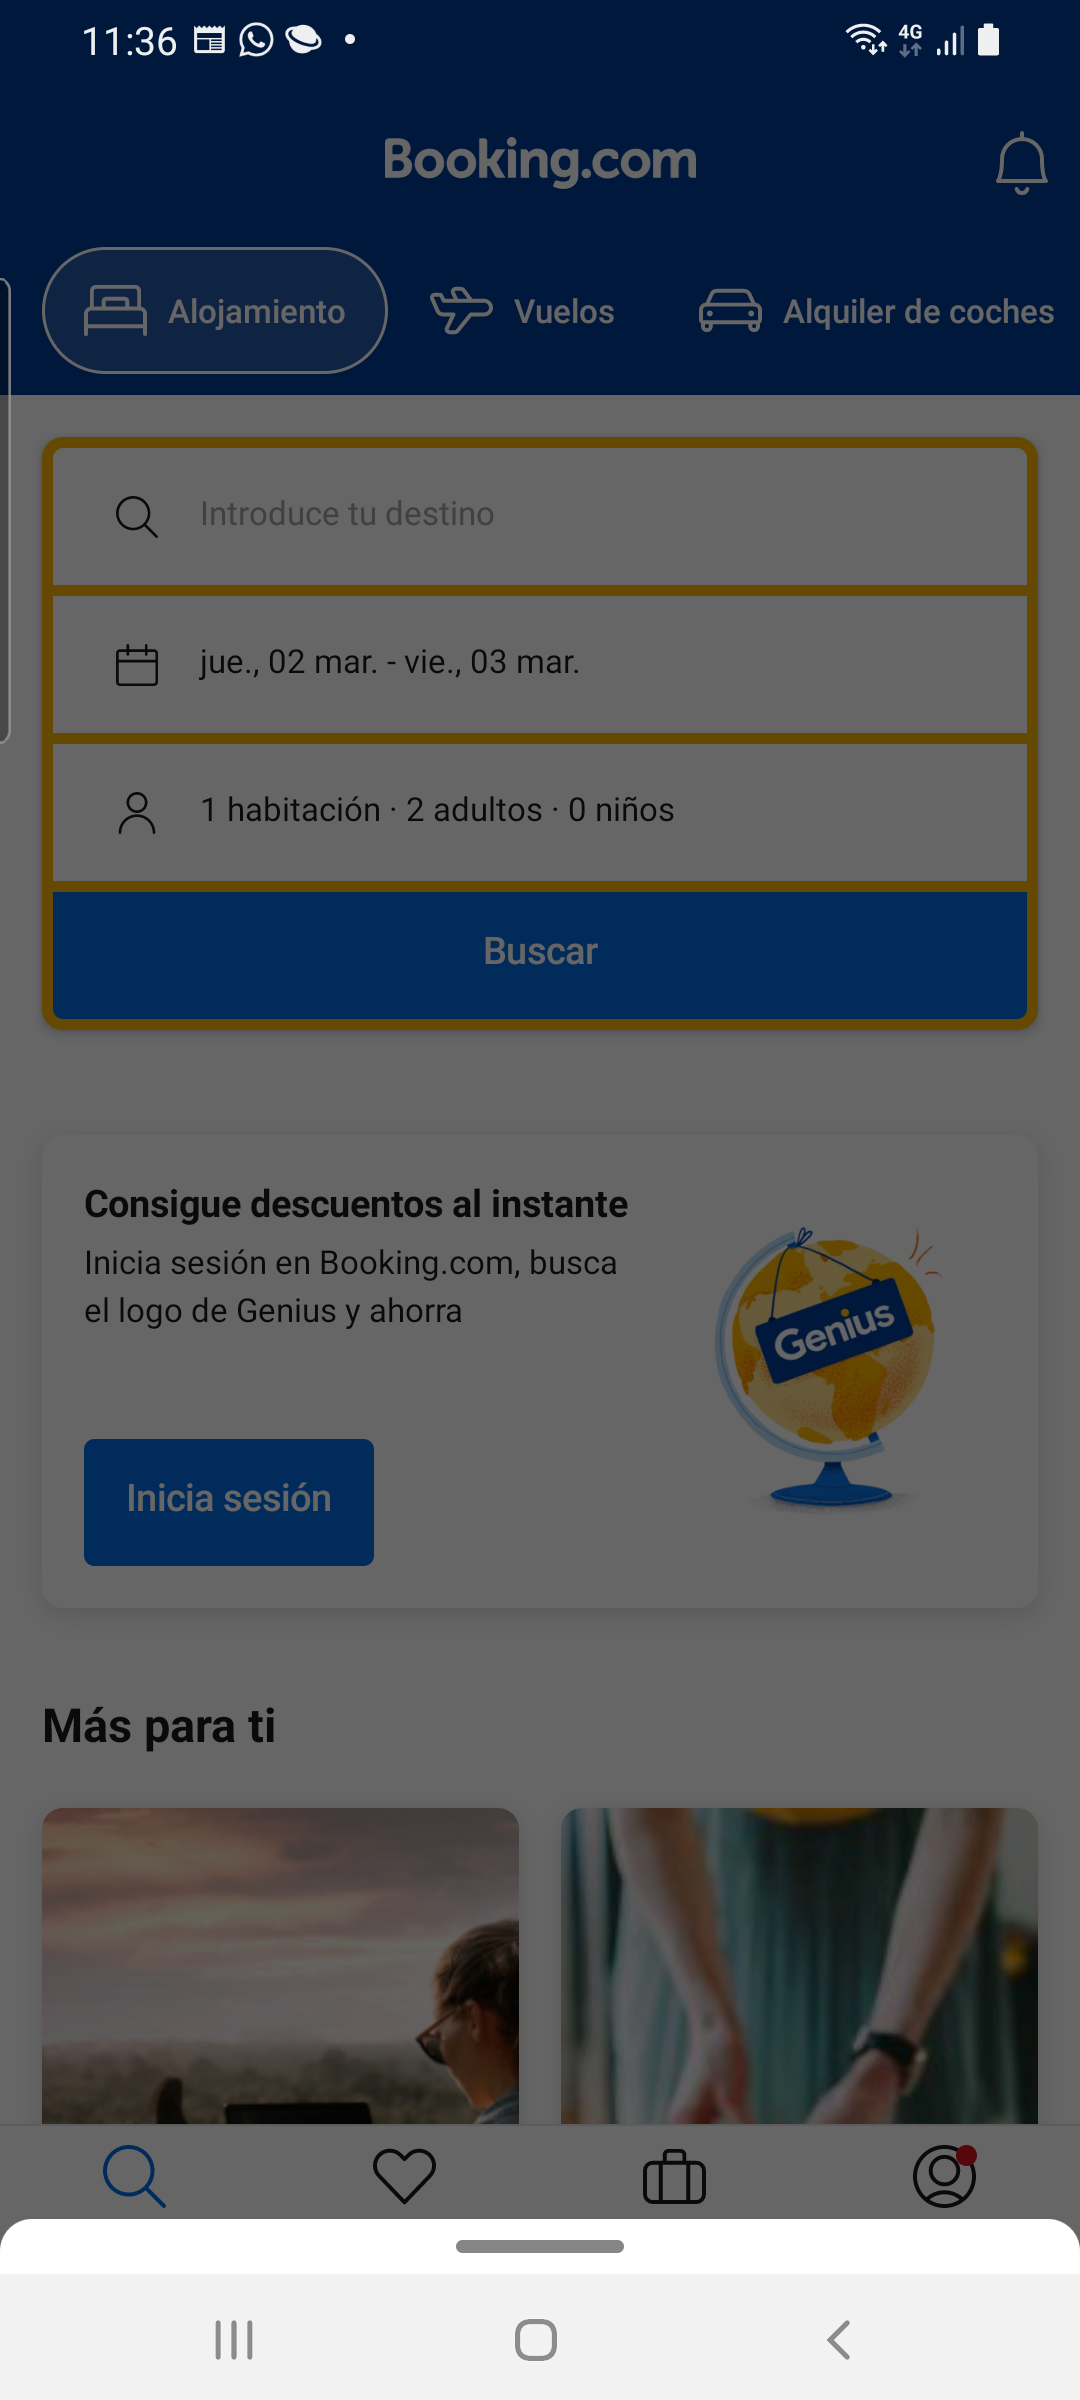 11:36
4G
Booking.com
Alojamiento
Vuelos
Alquiler de coches
Introduce tu destino
jue., 02 mar. - vie., 03 mar.
1 habitación · 2 adultos · 0 niños
Buscar
Consigue descuentos al instante
Inicia sesión en Booking.com, busca
el logo de Genius y ahorra
Genius
Inicia sesión
Más para ti